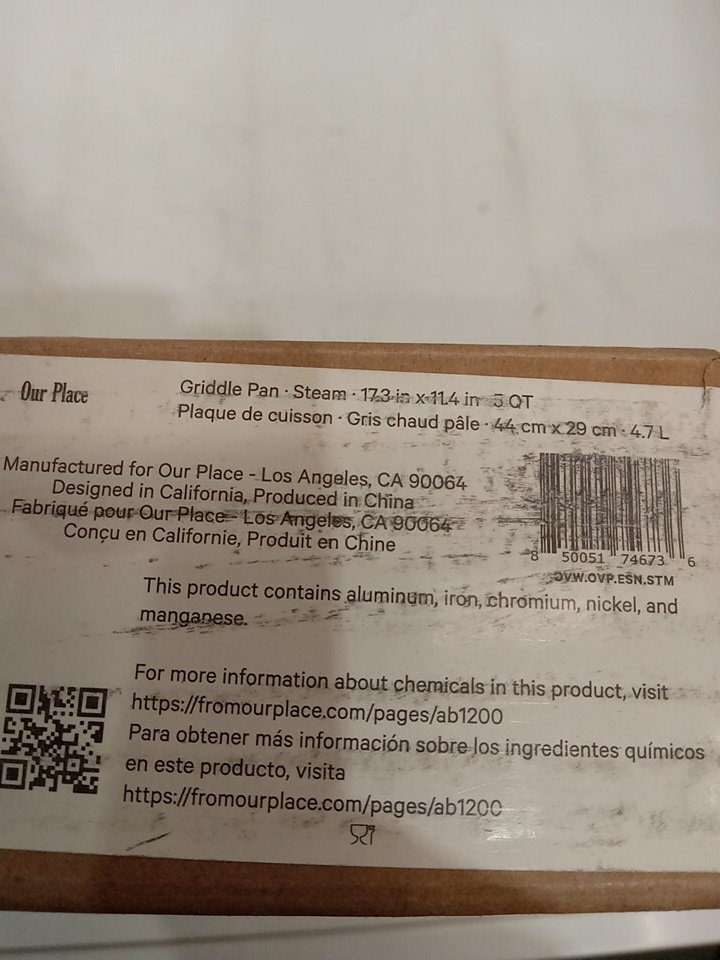 Our Place
Griddle Pan · Steam · 17.3 in x 11.4 in 5 QT
Plaque de cuisson · Gris chaud pâle · 44 cm x 29 cm · 4.7 L
Manufactured for Our Place - Los Angeles, CA 90064
Designed in California, Produced in China
Fabriqué pour Our Place - Los Angeles, CA 90064
Conçu en Californie, Produit en Chine
8 50051 74673 6
OVW.OVP.ESN.STM
This product contains aluminum, iron, chromium, nickel, and
manganese.
For more information about chemicals in this product, visit
https://fromourplace.com/pages/ab1200
Para obtener más información sobre los ingredientes químicos
en este producto, visita
https://fromourplace.com/pages/ab1200